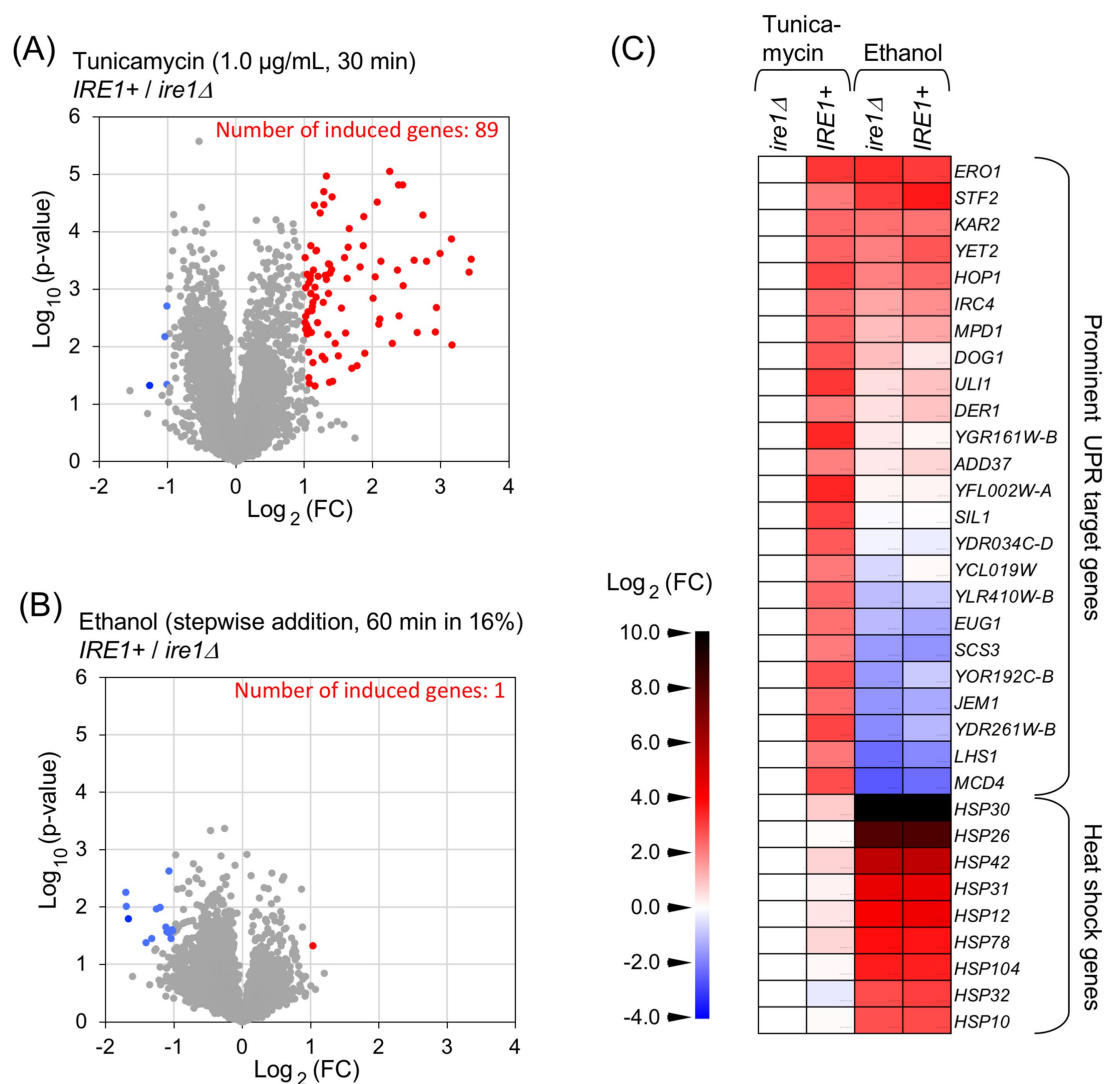 (A)
Tunicamycin (1.0 µg/mL, 30 min)
IRE1+ / ire1Δ
Number of induced genes: 89
Log10 (p-value)
6
5
4
3
2
1
0
-2
-1
0
1
2
3
4
Log2 (FC)
(B)
Ethanol (stepwise addition, 60 min in 16%)
IRE1+ / ire1Δ
Number of induced genes: 1
Log10 (p-value)
6
5
4
3
2
1
0
-2
-1
0
1
2
3
4
Log2 (FC)
(C)
Tunica-
mycin
Ethanol
ire1Δ
IRE1+
ire1Δ
IRE1+
ERO1
STF2
KAR2
YET2
HOP1
IRC4
MPD1
DOG1
ULI1
DER1
YGR161W-B
ADD37
YFL002W-A
SIL1
YDR034C-D
YCL019W
YLR410W-B
EUG1
SCS3
YOR192C-B
JEM1
YDR261W-B
LHS1
MCD4
HSP30
HSP26
HSP42
HSP31
HSP12
HSP78
HSP104
HSP32
HSP10
Prominent UPR target genes
Heat shock genes
Log2 (FC)
10.0
8.0
6.0
4.0
2.0
0.0
-2.0
-4.0